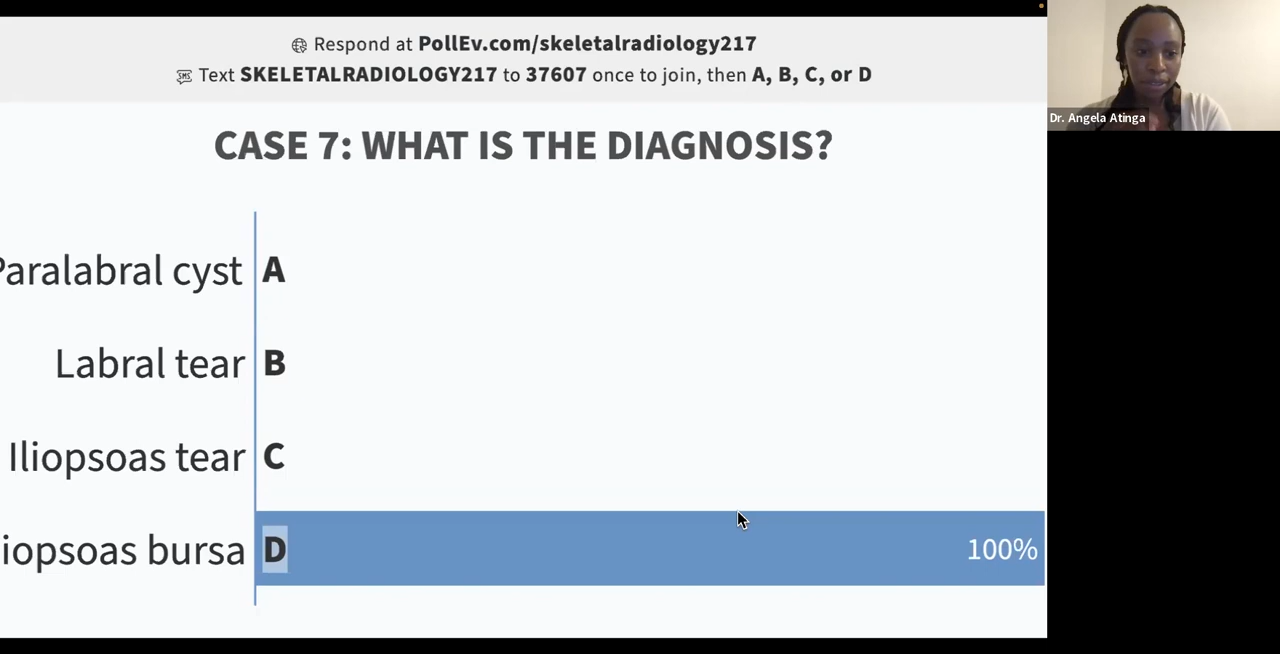 Respond at PollEv.com/skeletalradiology217
Text SKELETALRADIOLOGY217 to 37607 once to join, then A, B, C, or D
Dr. Angela Atinga
CASE 7: WHAT IS THE DIAGNOSIS?
Paralabral cyst A
Labral tear B
Iliopsoas tear C
iopsoas bursa D 100%